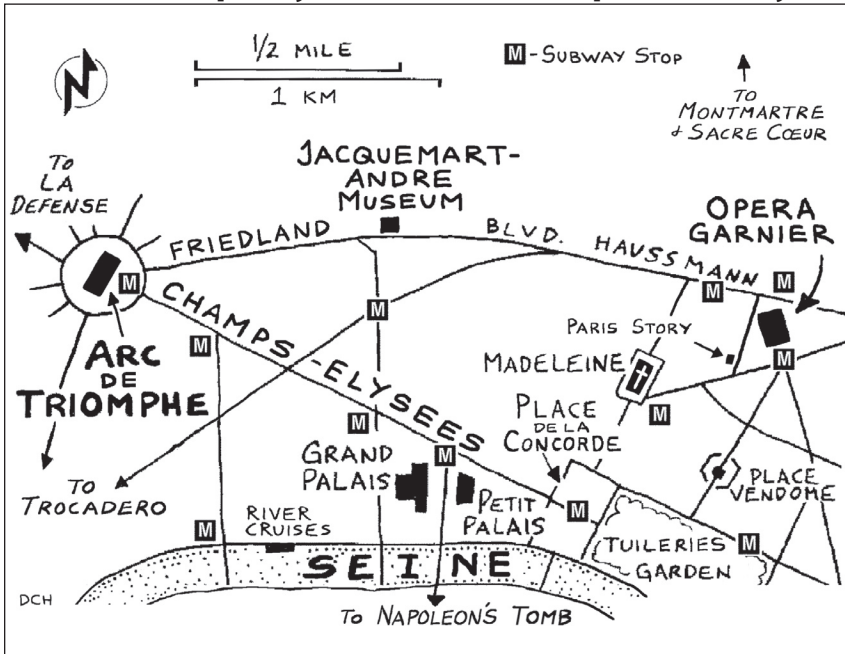 1/2 MILE
1 KM
N
M - SUBWAY STOP
TO
MONTMARTRE
& SACRE CŒUR
TO
LA
DEFENSE
JACQUEMART-
ANDRE
MUSEUM
OPERA
GARNIER
FRIEDLAND
BLVD. HAUSSMANN
M
M
M
M
CHAMPS-ELYSEES
M
PARIS STORY
M
ARC
DE
TRIOMPHE
MADELEINE
M
M
PLACE
DE LA
CONCORDE
GRAND
PALAIS
M
PETIT
PALAIS
PLACE
VENDOME
TO
TROCADERO
M
RIVER
CRUISES
M
TUILERIES
GARDEN
M
SEINE
DCH
TO NAPOLEON'S TOMB